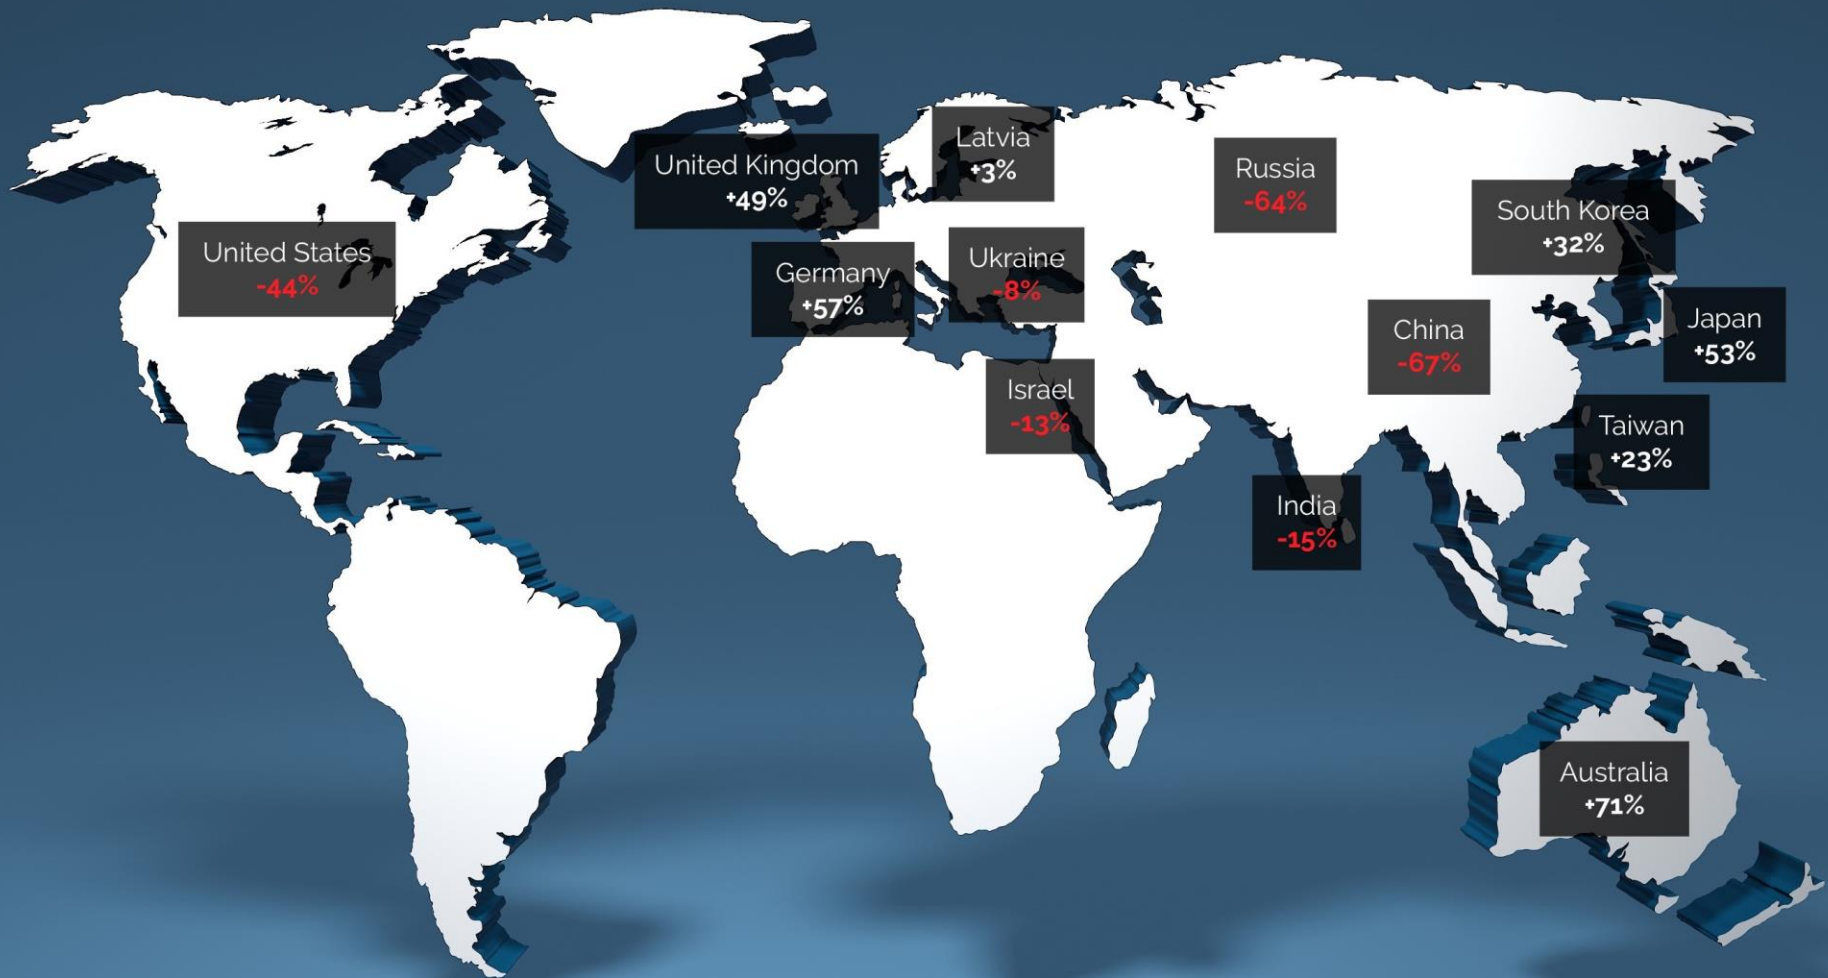 Latvia
+3%
United Kingdom
+49%
Russia
-64%
South Korea
+32%
United States
-44%
Germany
+57%
Ukraine
-8%
China
-67%
Japan
+53%
Israel
-13%
Taiwan
+23%
India
-15%
Australia
+71%